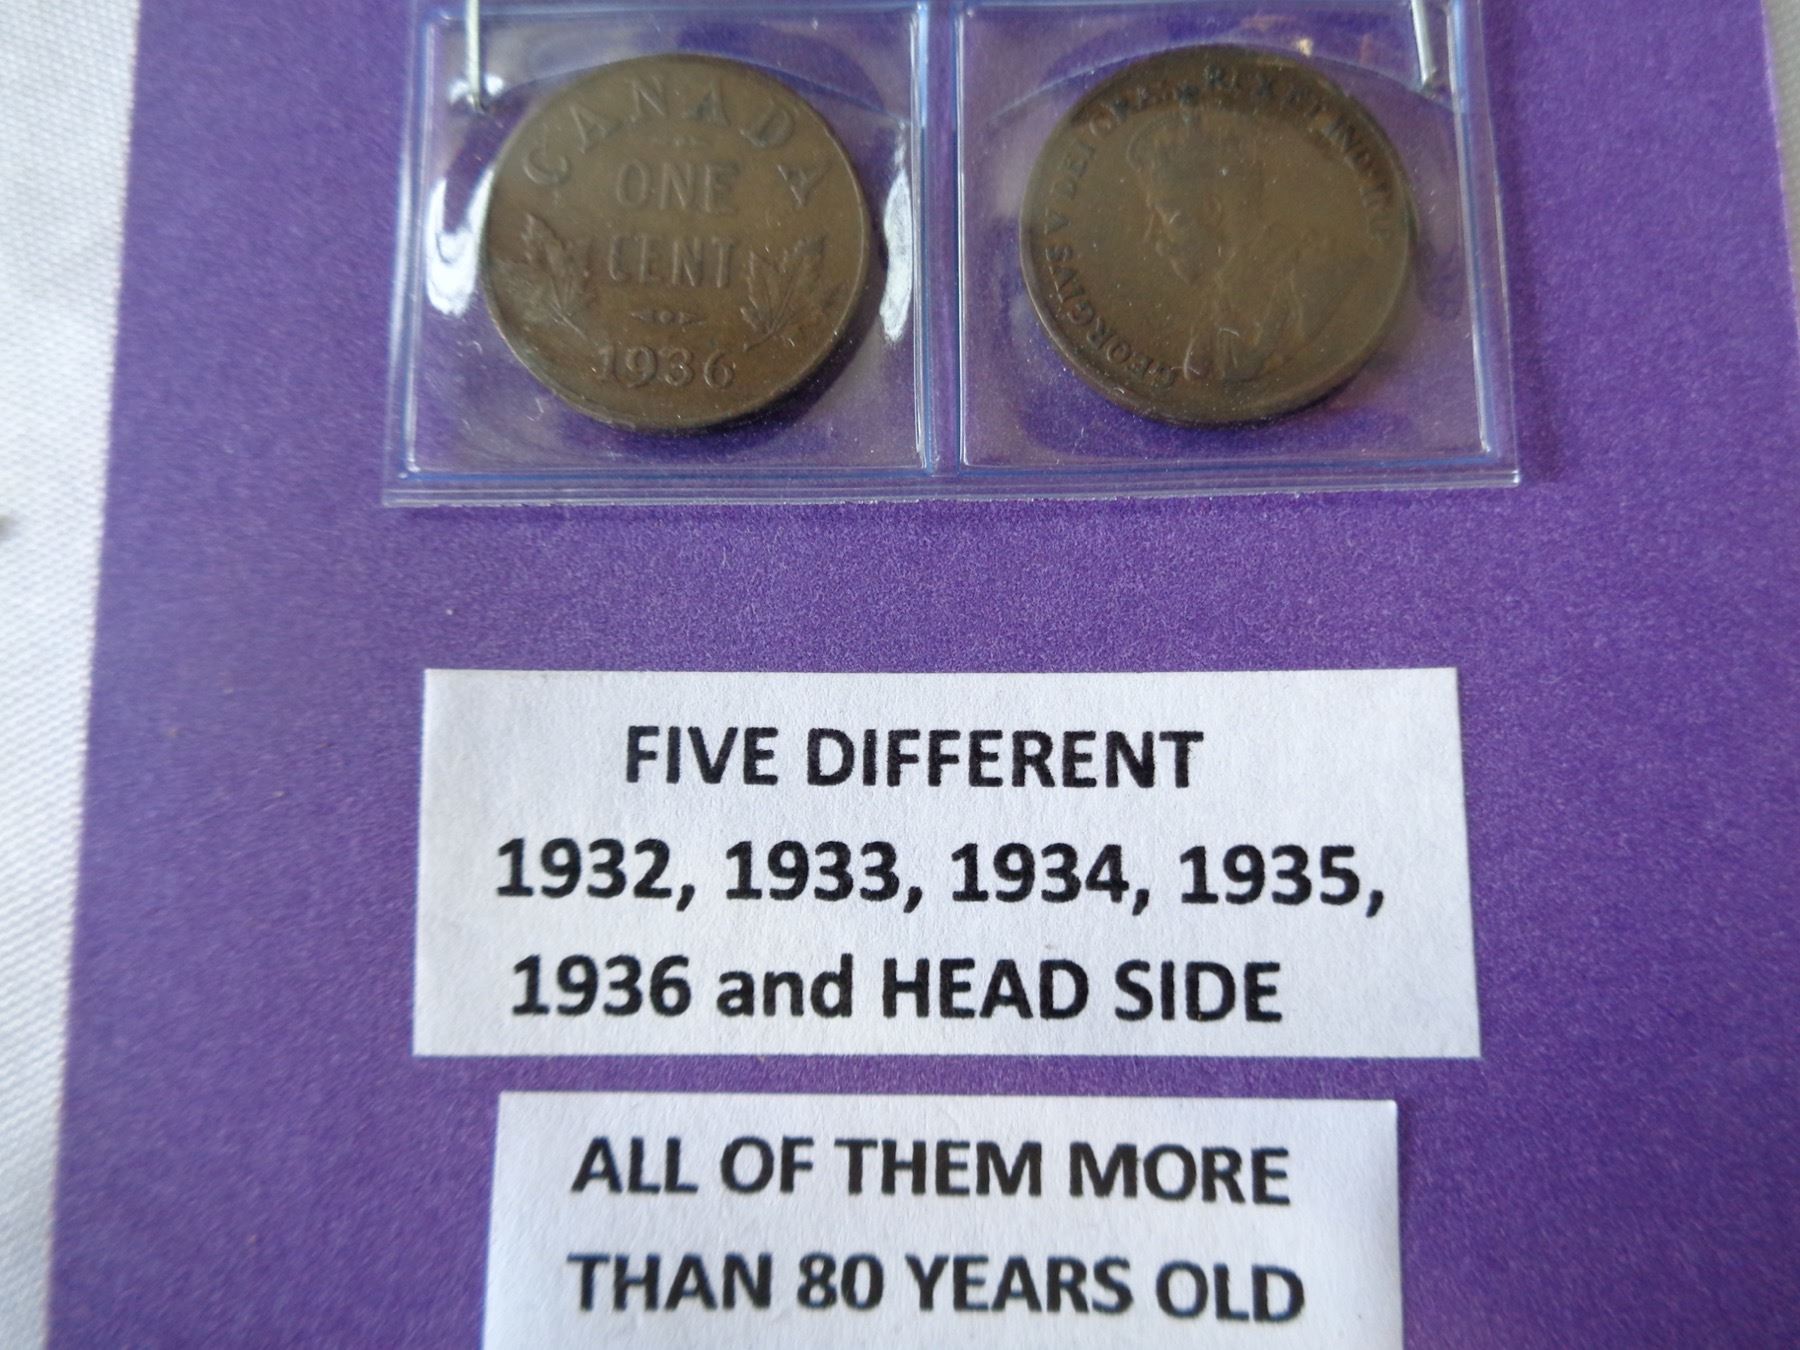 CANADA
ONE
CENT
1936
GEORGIVS V DEI GRA: REX ET IND:IMP:
FIVE DIFFERENT
1932, 1933, 1934, 1935,
1936 and HEAD SIDE
ALL OF THEM MORE
THAN 80 YEARS OLD